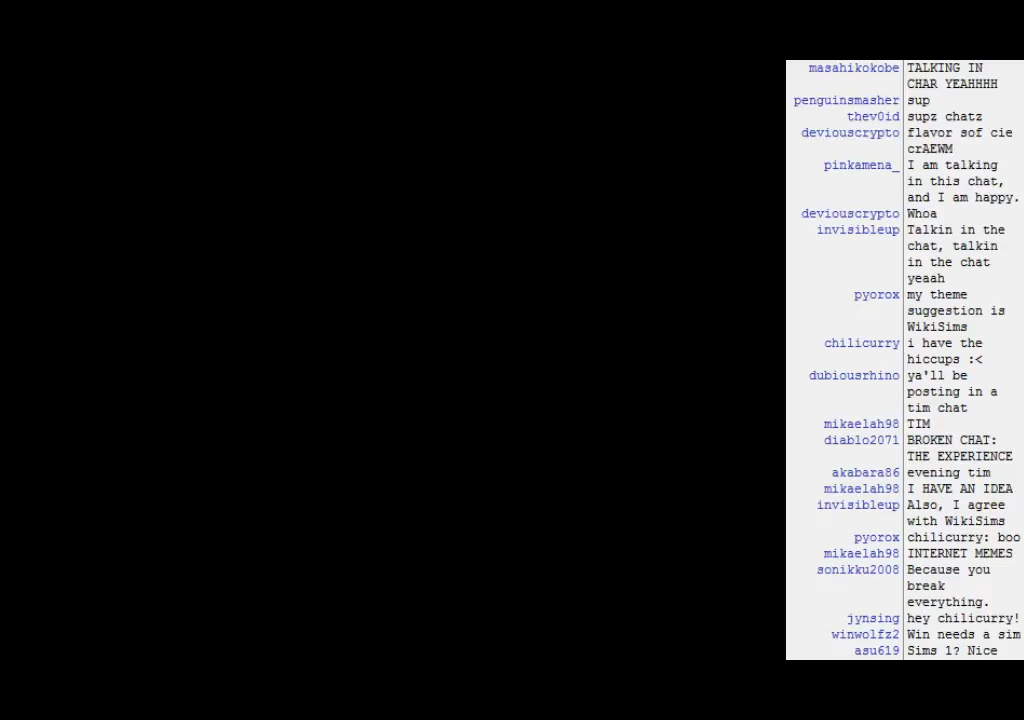 masahikokobe TALKING IN
CHAR YEAHHHH
penguinsmasher sup
thev0id supz chatz
deviouscrypto flavor sof cie
crAEWM
pinkamena_ I am talking
in this chat,
and I am happy.
deviouscrypto Whoa
invisibleup Talkin in the
chat, talkin
in the chat
yeaah
pyorox my theme
suggestion is
WikiSims
chilicurry i have the
hiccups :<
dubiousrhino ya'll be
posting in a
tim chat
mikaelah98 TIM
diablo2071 BROKEN CHAT:
THE EXPERIENCE
akabara86 evening tim
mikaelah98 I HAVE AN IDEA
invisibleup Also, I agree
with WikiSims
pyorox chilicurry: boo
mikaelah98 INTERNET MEMES
sonikku2008 Because you
break
everything.
jynsing hey chilicurry!
winwolfz2 Win needs a sim
asu619 Sims 1? Nice